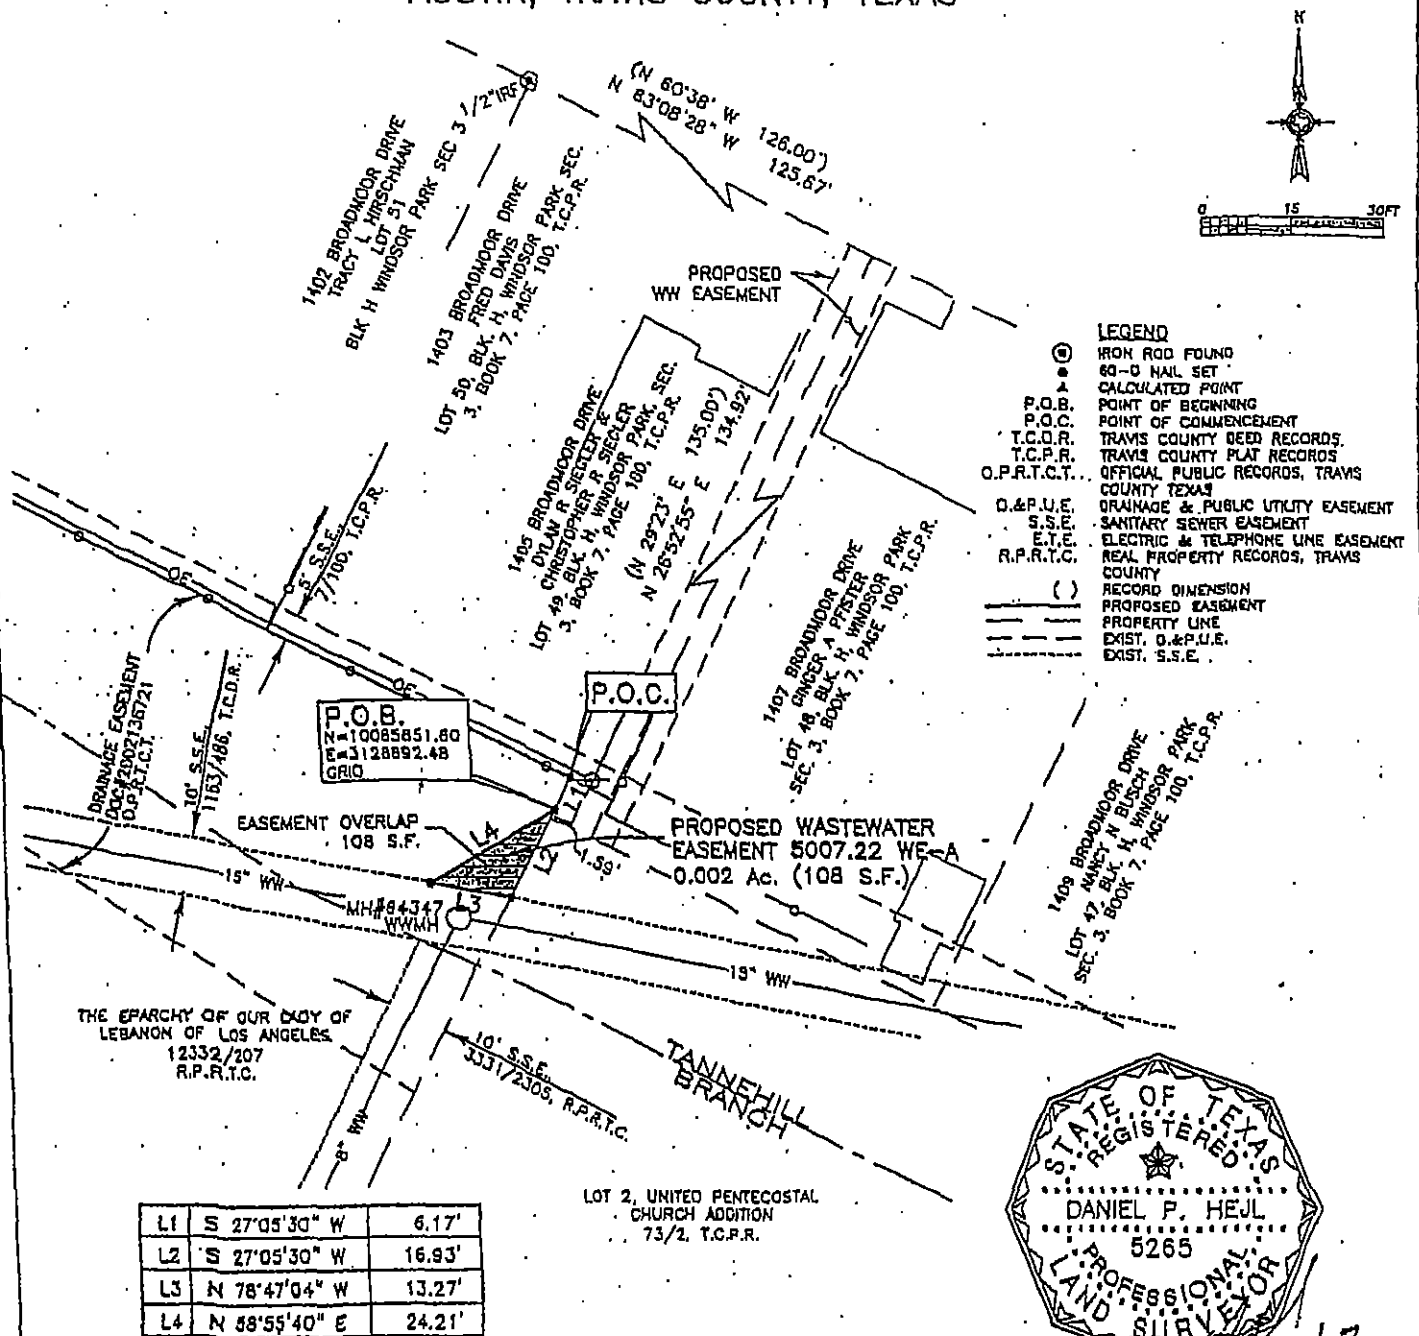 TRAVIS COUNTY, TEXAS
N
0 15 30FT
(N 60°38' W 126.00')
N 63°08'28" W 125.67'
1/2" IRF
1402 BROADMOOR DRIVE
TRACY L HIRSCHMAN
LOT 51
BLK H WINDSOR PARK SEC 3
1403 BROADMOOR DRIVE
FRED DAVIS
LOT 50, BLK. H, WINDSOR PARK SEC.
3, BOOK 7, PAGE 100, T.C.P.R.
PROPOSED
WW EASEMENT
1405 BROADMOOR DRIVE
DYLAN R SIEGLER &
CHRISTOPHER R SIEGLER
LOT 49, BLK. H, WINDSOR PARK, SEC.
3, BOOK 7, PAGE 100, T.C.P.R.
(N 29°23' E 135.00')
N 26°52'55" E 134.92'
LEGEND
IRON ROD FOUND
60-D NAIL SET
CALCULATED POINT
P.O.B. POINT OF BEGINNING
P.O.C. POINT OF COMMENCEMENT
T.C.D.R. TRAVIS COUNTY DEED RECORDS.
T.C.P.R. TRAVIS COUNTY PLAT RECORDS
O.P.R.T.C.T. OFFICIAL PUBLIC RECORDS, TRAVIS
COUNTY TEXAS
D.&P.U.E. DRAINAGE & PUBLIC UTILITY EASEMENT
S.S.E. SANITARY SEWER EASEMENT
E.T.E. ELECTRIC & TELEPHONE LINE EASEMENT
R.P.R.T.C. REAL PROPERTY RECORDS, TRAVIS
COUNTY
( ) RECORD DIMENSION
PROPOSED EASEMENT
PROPERTY LINE
EXIST. D.&P.U.E.
EXIST. S.S.E.
1407 BROADMOOR DRIVE
GINGER A PFISTER
LOT 48, BLK. H, WINDSOR PARK
SEC. 3, BOOK 7, PAGE 100, T.C.P.R.
1409 BROADMOOR DRIVE
NANCY N BUSCH
LOT 47, BLK. H, WINDSOR PARK
SEC. 3, BOOK 7, PAGE 100, T.C.P.R.
5' S.S.E.,
7/100, T.C.P.R.
E
E
P.O.C.
P.O.B.
N=10085851.60
E=3128892.48
GRID
DRAINAGE EASEMENT
DOC#2002136721
O.P.R.T.C.T.
10' S.S.E.
1163/486, T.C.D.R.
EASEMENT OVERLAP
108 S.F.
L4
L1
L2
L3
1.59'
PROPOSED WASTEWATER
EASEMENT 5007.22 WE-A
0.002 Ac. (108 S.F.)
15" WW
MH#84347
WWMH
15" WW
THE EPARCHY OF OUR LADY OF
LEBANON OF LOS ANGELES
12332/207
R.P.R.T.C.
10' S.S.E.
3331/2305, R.P.R.T.C.
TANNEHILL
BRANCH
8" WW
LOT 2, UNITED PENTECOSTAL
CHURCH ADDITION
73/2, T.C.P.R.
L1 S 27°05'30" W 6.17'
L2 S 27°05'30" W 16.93'
L3 N 78°47'04" W 13.27'
L4 N 58°55'40" E 24.21'
STATE OF TEXAS
REGISTERED
DANIEL P. HEJL
5265
PROFESSIONAL
LAND SURVEYOR